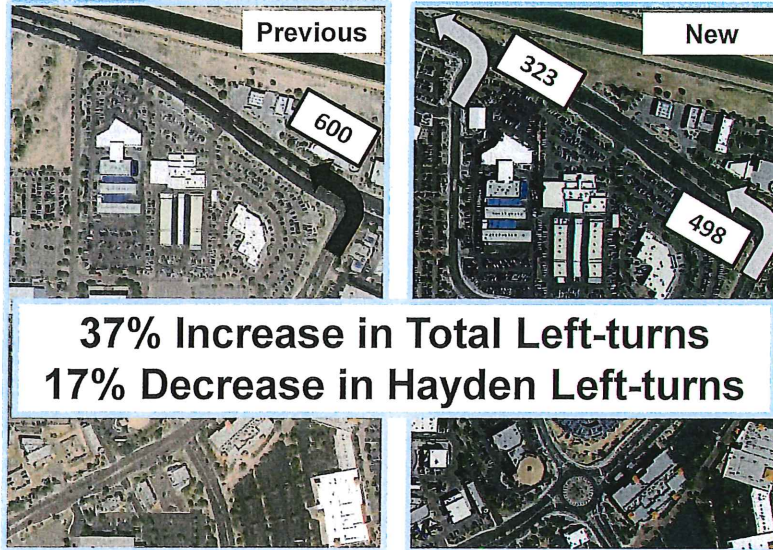 Previous
New
600
323
498
37% Increase in Total Left-turns
17% Decrease in Hayden Left-turns